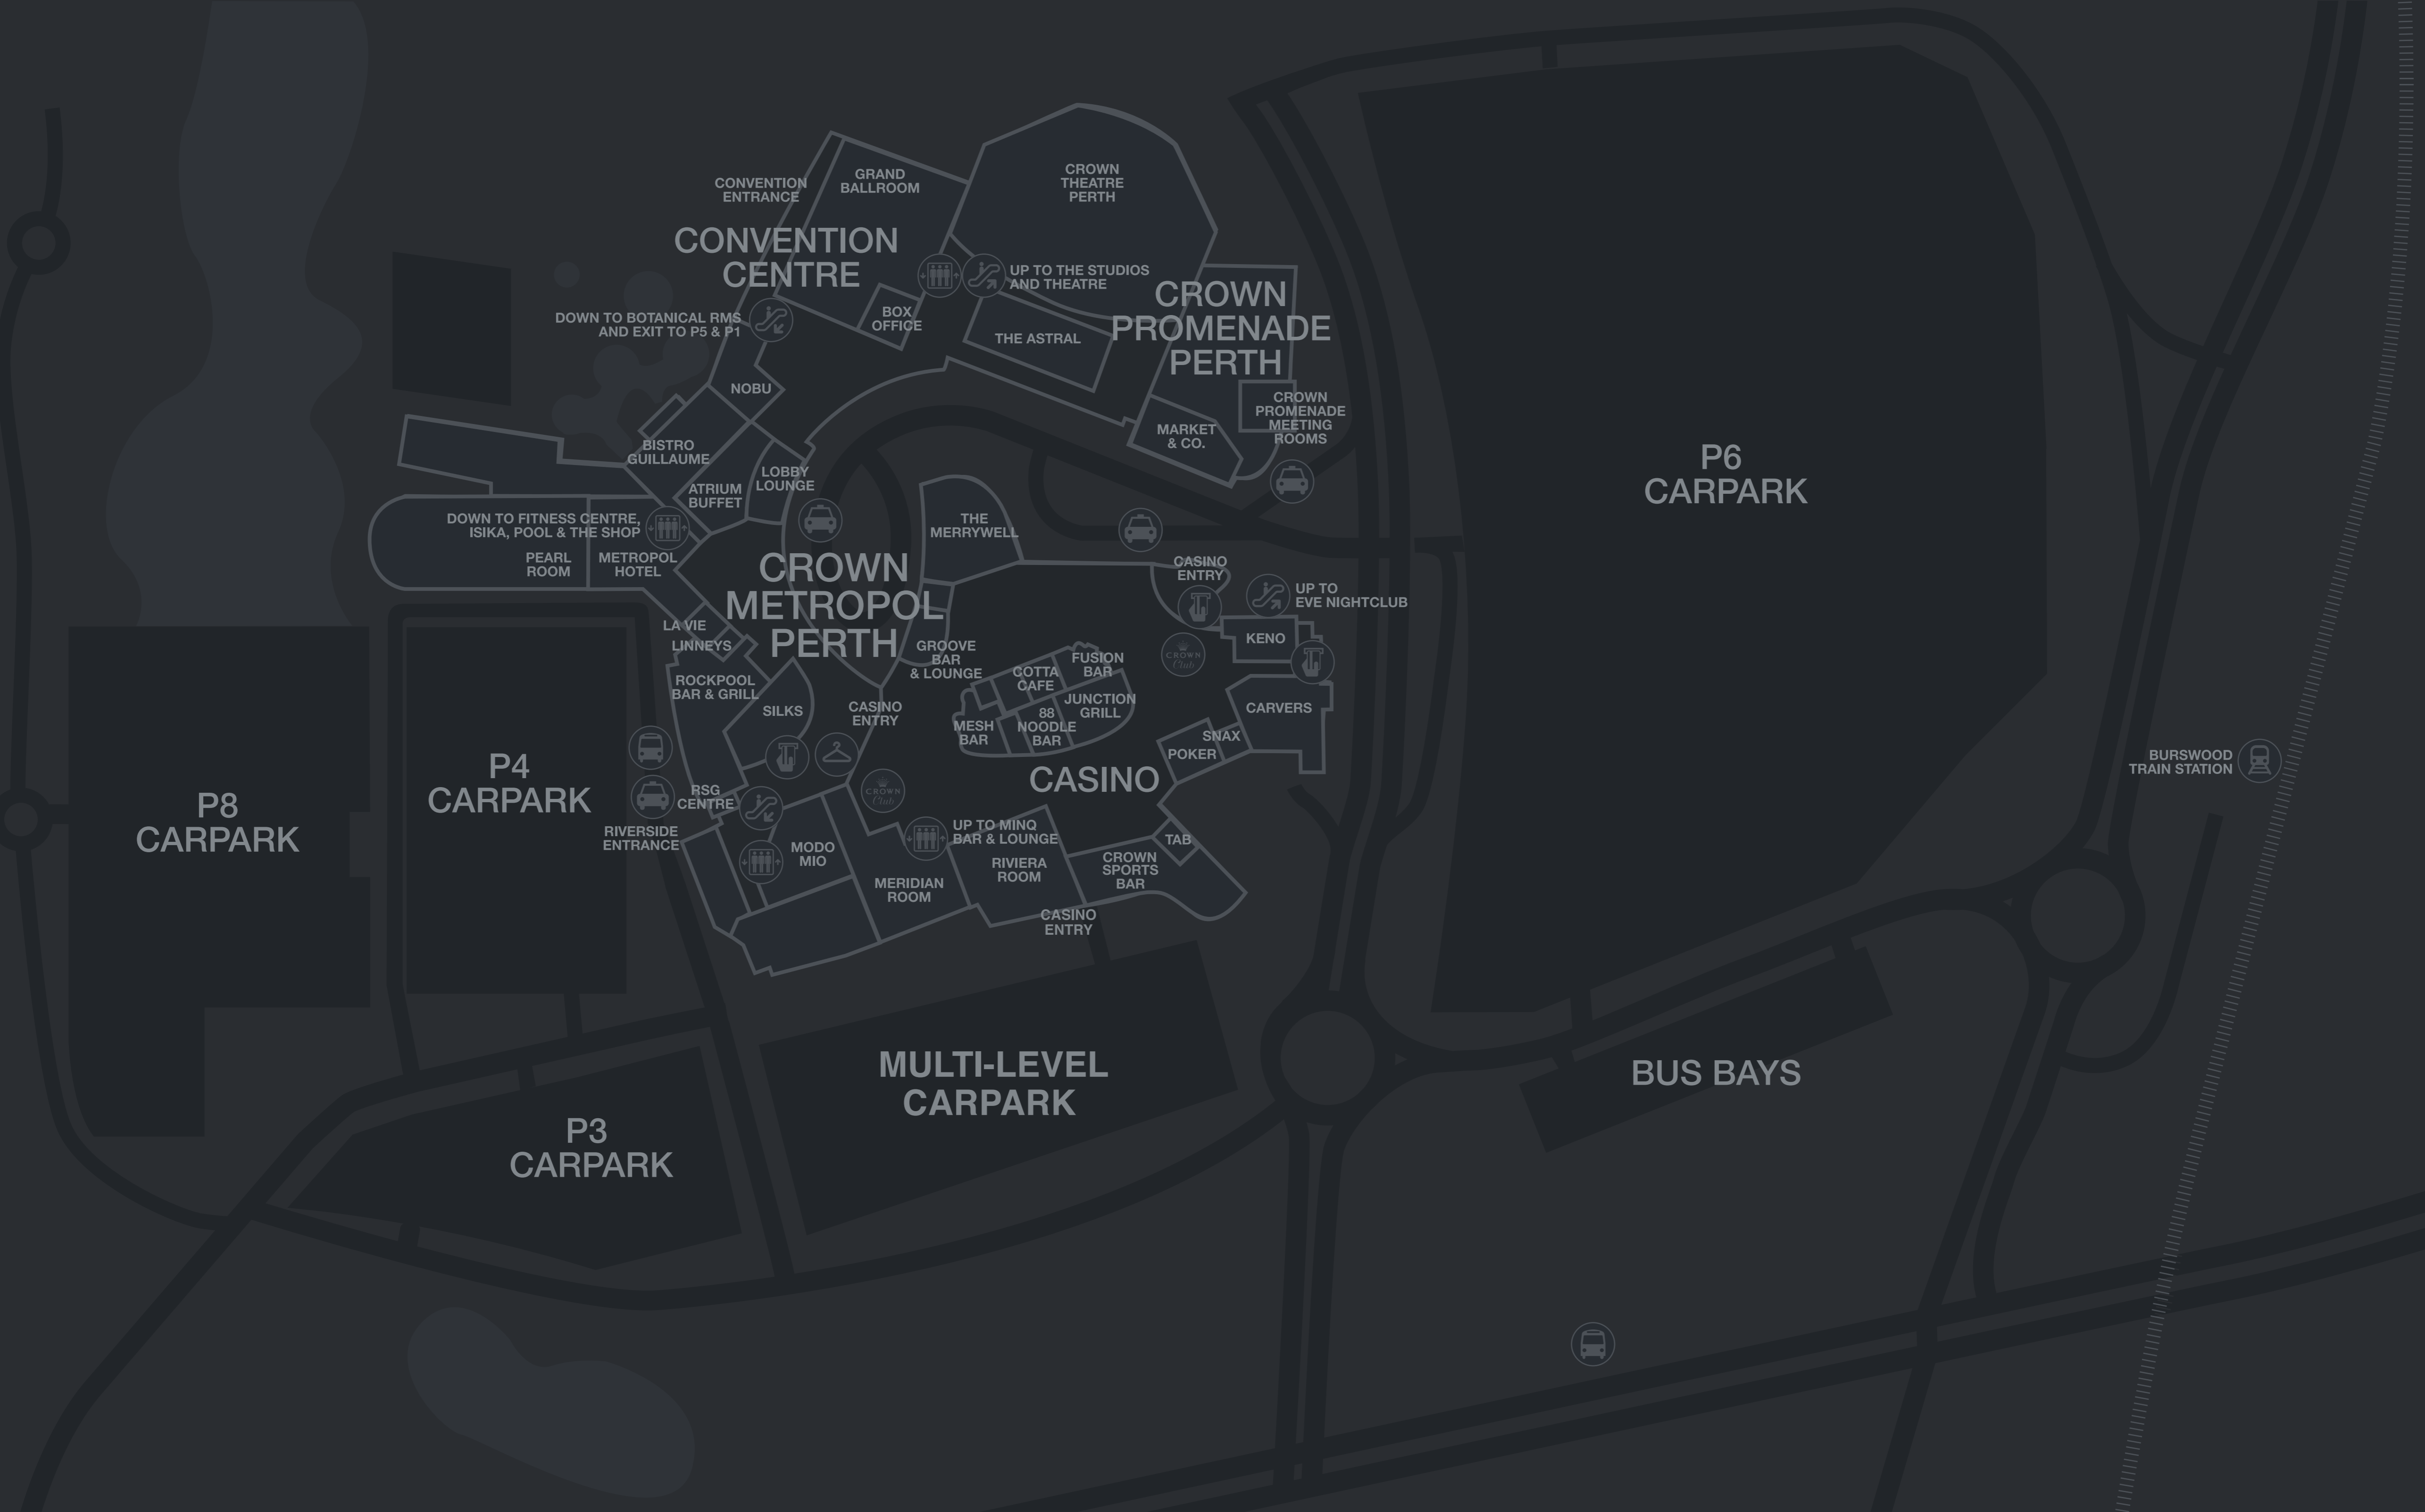 CONVENTION
ENTRANCE
GRAND
BALLROOM
CROWN
THEATRE
PERTH
CONVENTION
CENTRE
UP TO THE STUDIOS
AND THEATRE
CROWN
PROMENADE
PERTH
DOWN TO BOTANICAL RMS
AND EXIT TO P5 & P1
BOX
OFFICE
THE ASTRAL
NOBU
CROWN
PROMENADE
MEETING
ROOMS
MARKET
& CO.
BISTRO
GUILLAUME
LOBBY
LOUNGE
ATRIUM
BUFFET
P6
CARPARK
DOWN TO FITNESS CENTRE,
ISIKA, POOL & THE SHOP
PEARL
ROOM
METROPOL
HOTEL
THE
MERRYWELL
CROWN
METROPOL
PERTH
CASINO
ENTRY
UP TO
EVE NIGHTCLUB
LA VIE
LINNEYS
KENO
GROOVE
BAR
& LOUNGE
CROWN
Club
FUSION
BAR
COTTA
CAFE
ROCKPOOL
BAR & GRILL
SILKS
CASINO
ENTRY
JUNCTION
GRILL
88
NOODLE
BAR
MESH
BAR
CARVERS
SNAX
POKER
CASINO
BURSWOOD
TRAIN STATION
P4
CARPARK
P8
CARPARK
RSG
CENTRE
CROWN
Club
RIVERSIDE
ENTRANCE
UP TO MINQ
BAR & LOUNGE
MODO
MIO
TAB
CROWN
SPORTS
BAR
RIVIERA
ROOM
MERIDIAN
ROOM
CASINO
ENTRY
MULTI-LEVEL
CARPARK
BUS BAYS
P3
CARPARK